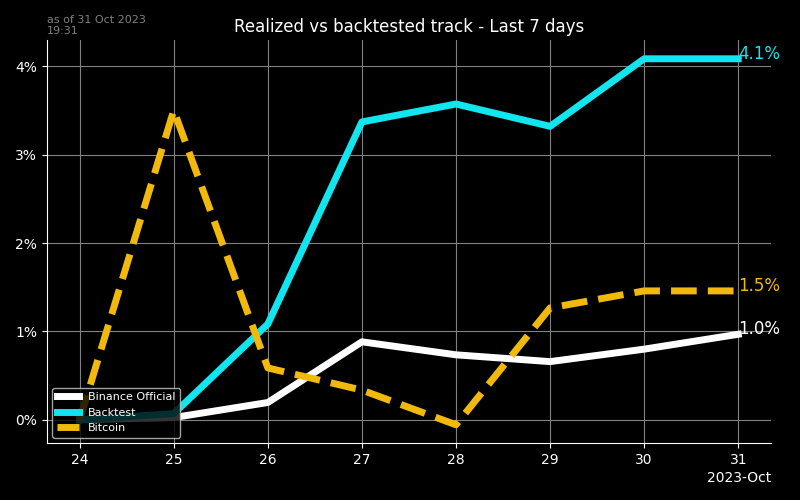 as of 31 Oct 2023
19:31
Realized vs backtested track - Last 7 days
4%
3%
2%
1%
0%
4.1%
1.5%
1.0%
Binance Official
Backtest
Bitcoin
24 25 26 27 28 29 30 31
2023-Oct